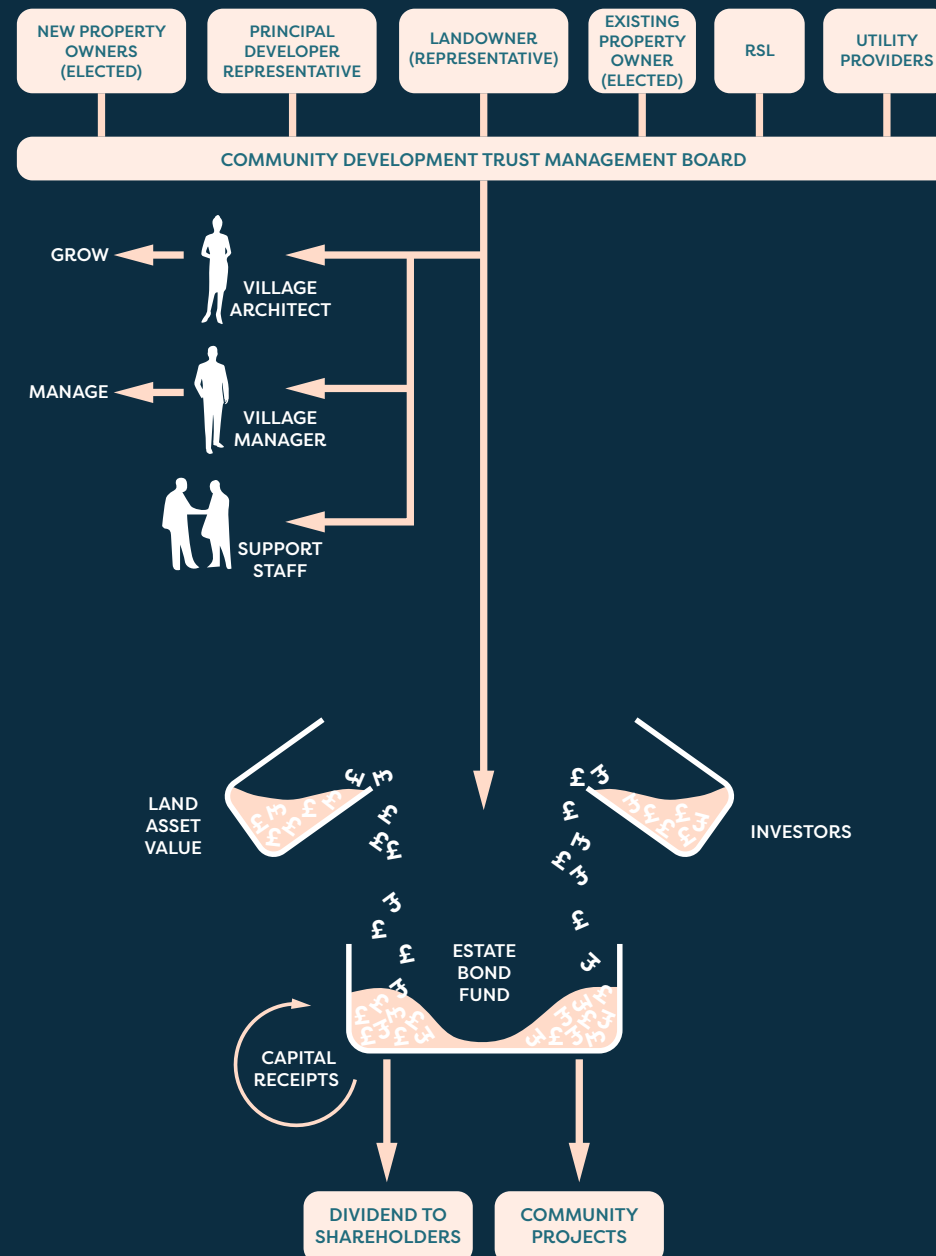 NEW PROPERTY
OWNERS
(ELECTED)
PRINCIPAL
DEVELOPER
REPRESENTATIVE
LANDOWNER
(REPRESENTATIVE)
EXISTING
PROPERTY
OWNER
(ELECTED)
RSL
UTILITY
PROVIDERS
COMMUNITY DEVELOPMENT TRUST MANAGEMENT BOARD
GROW
VILLAGE
ARCHITECT
MANAGE
VILLAGE
MANAGER
SUPPORT
STAFF
LAND
ASSET
VALUE
INVESTORS
ESTATE
BOND
FUND
CAPITAL
RECEIPTS
DIVIDEND TO
SHAREHOLDERS
COMMUNITY
PROJECTS